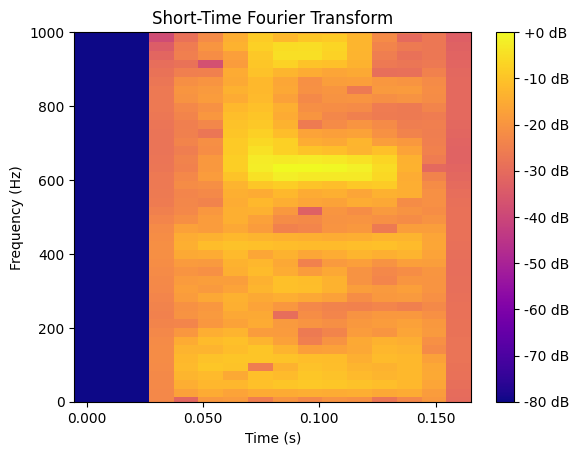 Short-Time Fourier Transform
1000
800
600
400
200
0
Frequency (Hz)
0.000
0.050
0.100
0.150
Time (s)
+0 dB
-10 dB
-20 dB
-30 dB
-40 dB
-50 dB
-60 dB
-70 dB
-80 dB